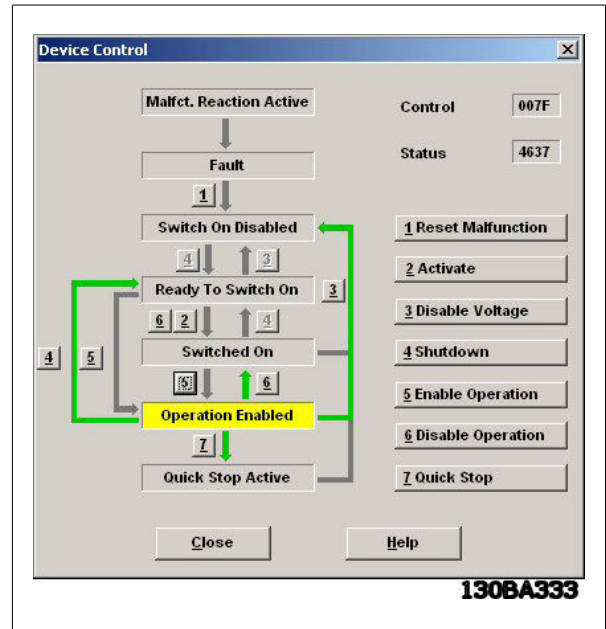 Device Control
Malfct. Reaction Active
Control 007F
Fault
Status 4637
1
Switch On Disabled
1 Reset Malfunction
4 3
2 Activate
Ready To Switch On
3
3 Disable Voltage
6 2 4
4 5
Switched On
4 Shutdown
5 6
5 Enable Operation
Operation Enabled
6 Disable Operation
7
Quick Stop Active
7 Quick Stop
Close Help
130BA333